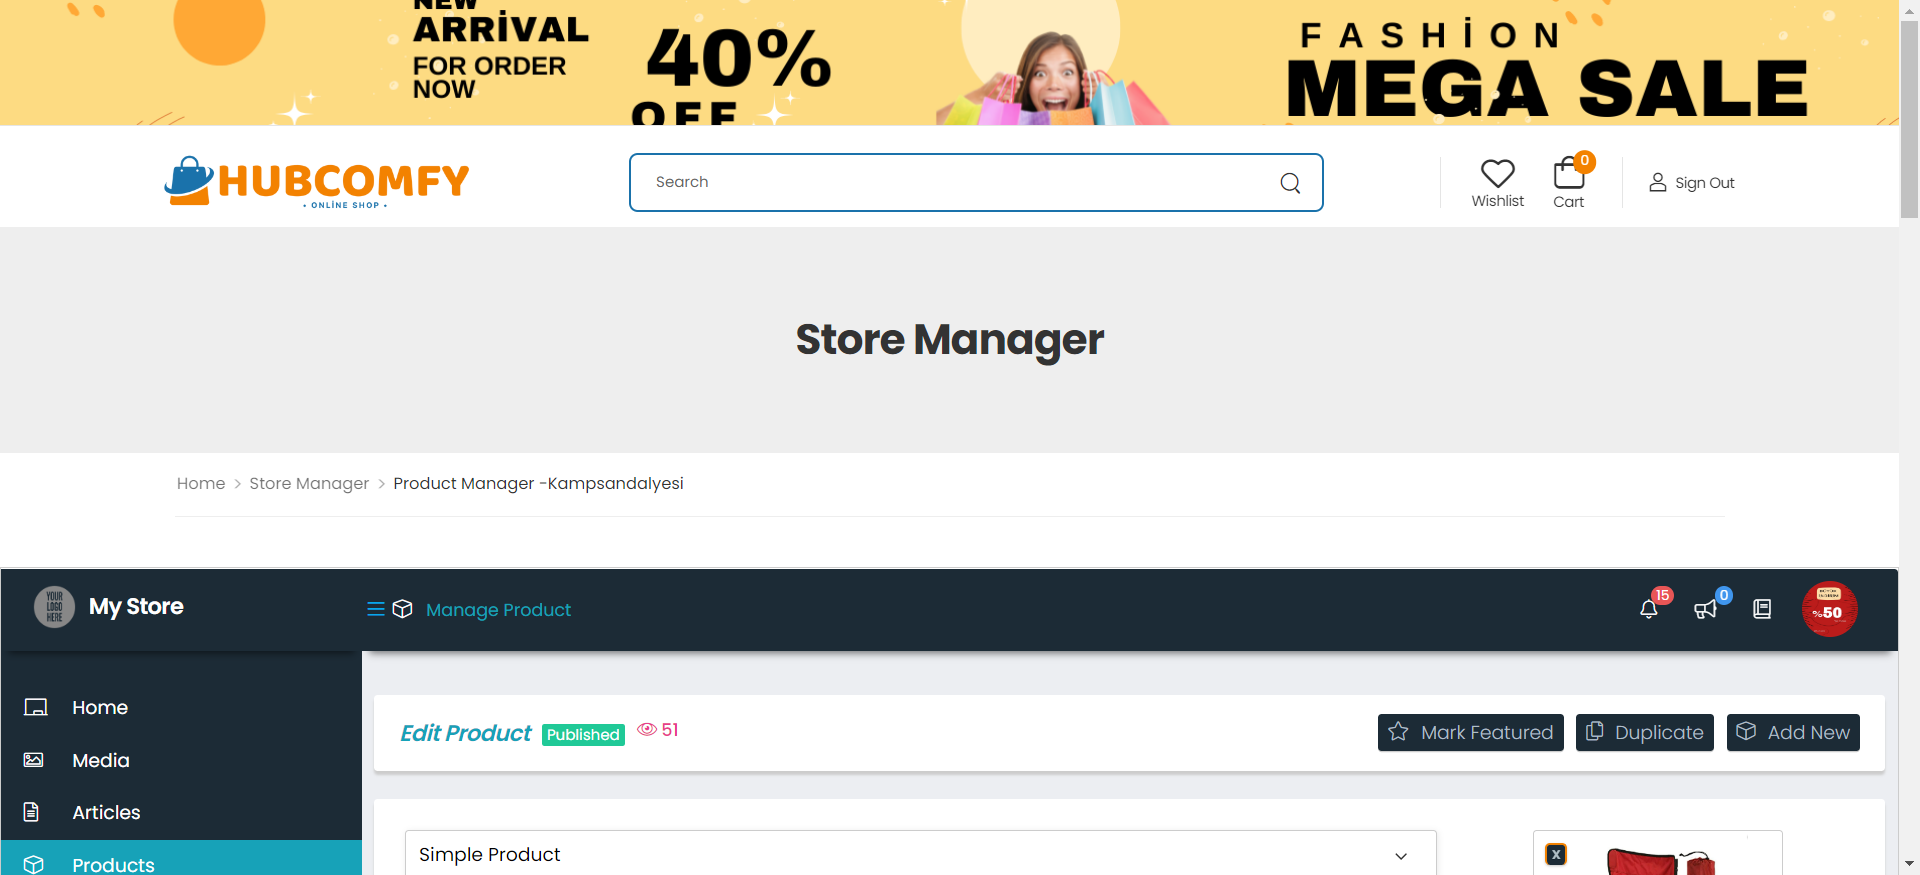 NEW
ARRİVAL
FOR ORDER
NOW
40%
OFF
FASHİON
MEGA SALE
HUBCOMFY
• ONLİNE SHOP •
Search
Wishlist
0
Cart
Sign Out
Store Manager
Home > Store Manager > Product Manager -Kampsandalyesi
YOUR
LOGO
HERE
My Store
Manage Product
15
0
%50
Home
Media
Articles
Products
Edit Product Published 51
Mark Featured
Duplicate
Add New
Simple Product
x